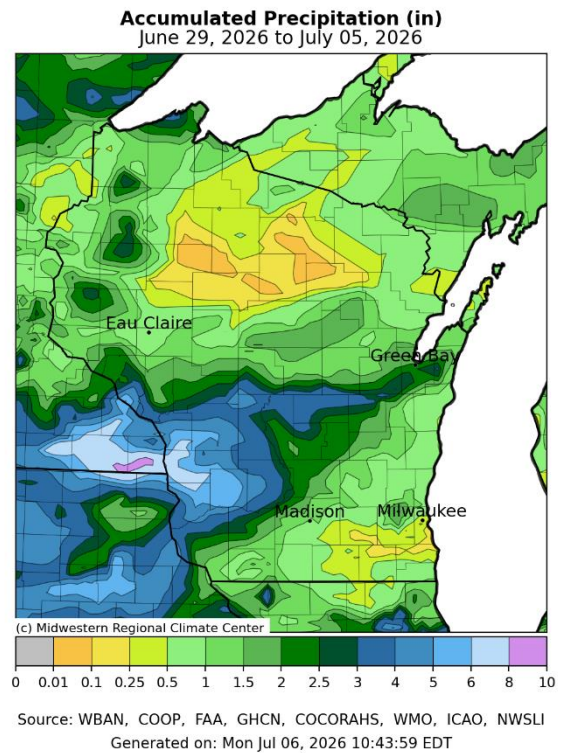 Accumulated Precipitation (in)
June 29, 2026 to July 05, 2026
Eau Claire
Green Bay
Madison
Milwaukee
(c) Midwestern Regional Climate Center
0 0.01 0.1 0.25 0.5 1 1.5 2 2.5 3 4 5 6 8 10
Source: WBAN, COOP, FAA, GHCN, COCORAHS, WMO, ICAO, NWSLI
Generated on: Mon Jul 06, 2026 10:43:59 EDT